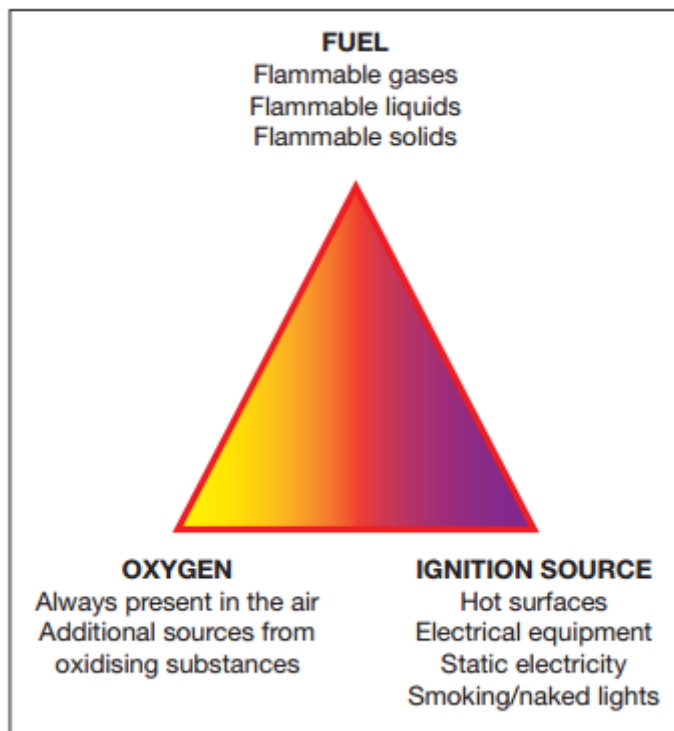 FUEL
Flammable gases
Flammable liquids
Flammable solids
OXYGEN
Always present in the air
Additional sources from
oxidising substances
IGNITION SOURCE
Hot surfaces
Electrical equipment
Static electricity
Smoking/naked lights